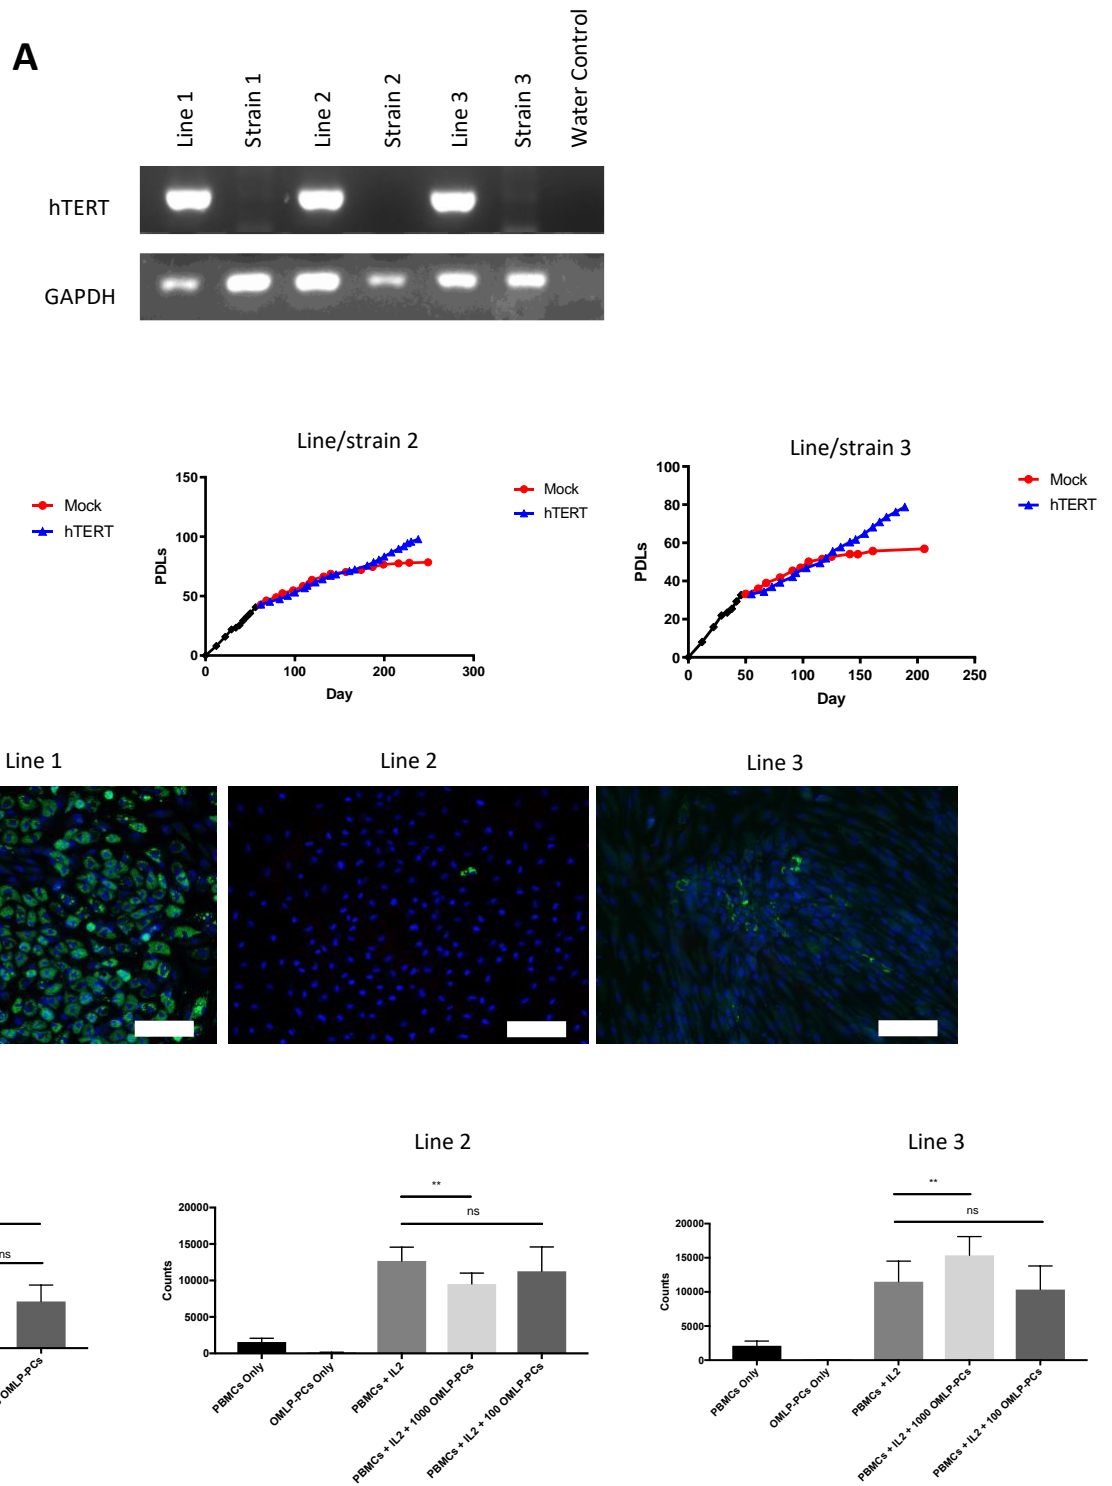 A
Line 1
Strain 1
Line 2
Strain 2
Line 3
Strain 3
Water Control
hTERT
GAPDH
Mock
hTERT
Line/strain 2
150
100
50
0
PDLs
0 100 200 300
Day
Mock
hTERT
Line/strain 3
100
80
60
40
20
0
PDLs
0 50 100 150 200 250
Day
Mock
hTERT
Line 1
Line 2
Line 3
ns
OMLP-PCs
Line 2
**
ns
20000
15000
10000
5000
0
Counts
PBMCs Only
OMLP-PCs Only
PBMCs + IL2
PBMCs + IL2 + 1000 OMLP-PCs
PBMCs + IL2 + 100 OMLP-PCs
Line 3
**
ns
20000
15000
10000
5000
0
Counts
PBMCs Only
OMLP-PCs Only
PBMCs + IL2
PBMCs + IL2 + 1000 OMLP-PCs
PBMCs + IL2 + 100 OMLP-PCs